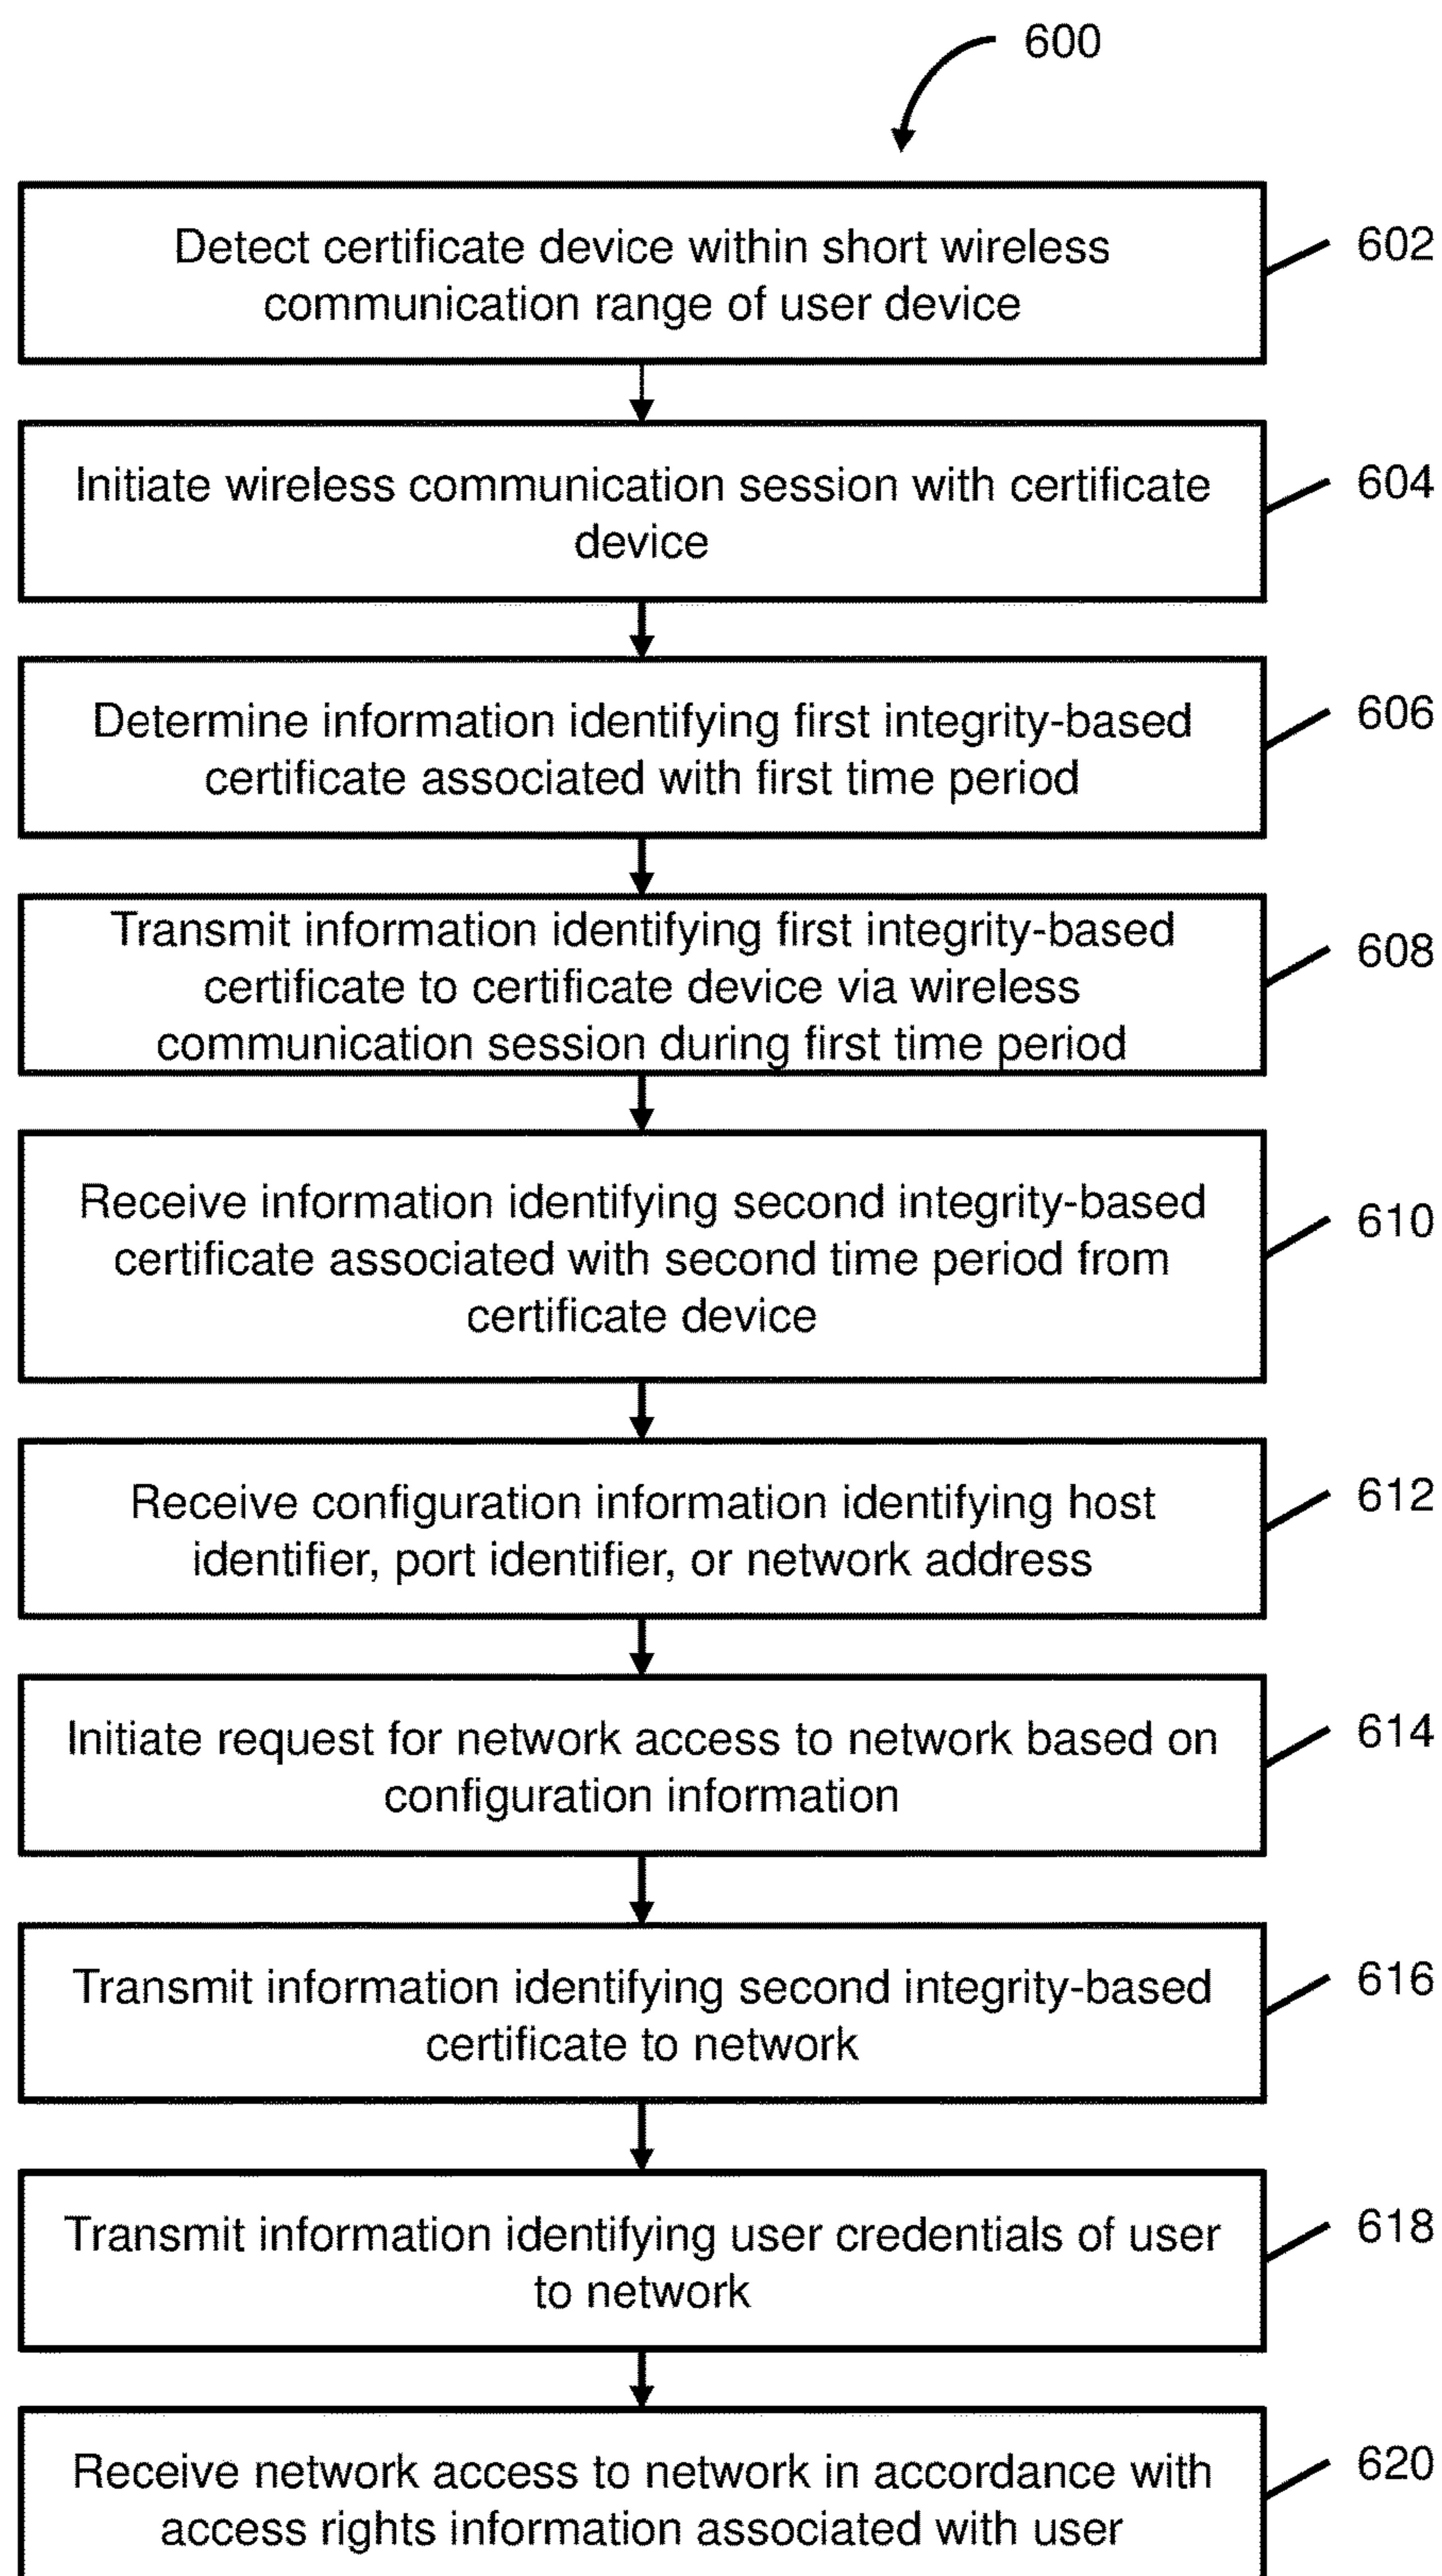 600
Detect certificate device within short wireless
communication range of user device
602
Initiate wireless communication session with certificate
device
604
Determine information identifying first integrity-based
certificate associated with first time period
606
Transmit information identifying first integrity-based
certificate to certificate device via wireless
communication session during first time period
608
Receive information identifying second integrity-based
certificate associated with second time period from
certificate device
610
Receive configuration information identifying host
identifier, port identifier, or network address
612
Initiate request for network access to network based on
configuration information
614
Transmit information identifying second integrity-based
certificate to network
616
Transmit information identifying user credentials of user
to network
618
Receive network access to network in accordance with
access rights information associated with user
620